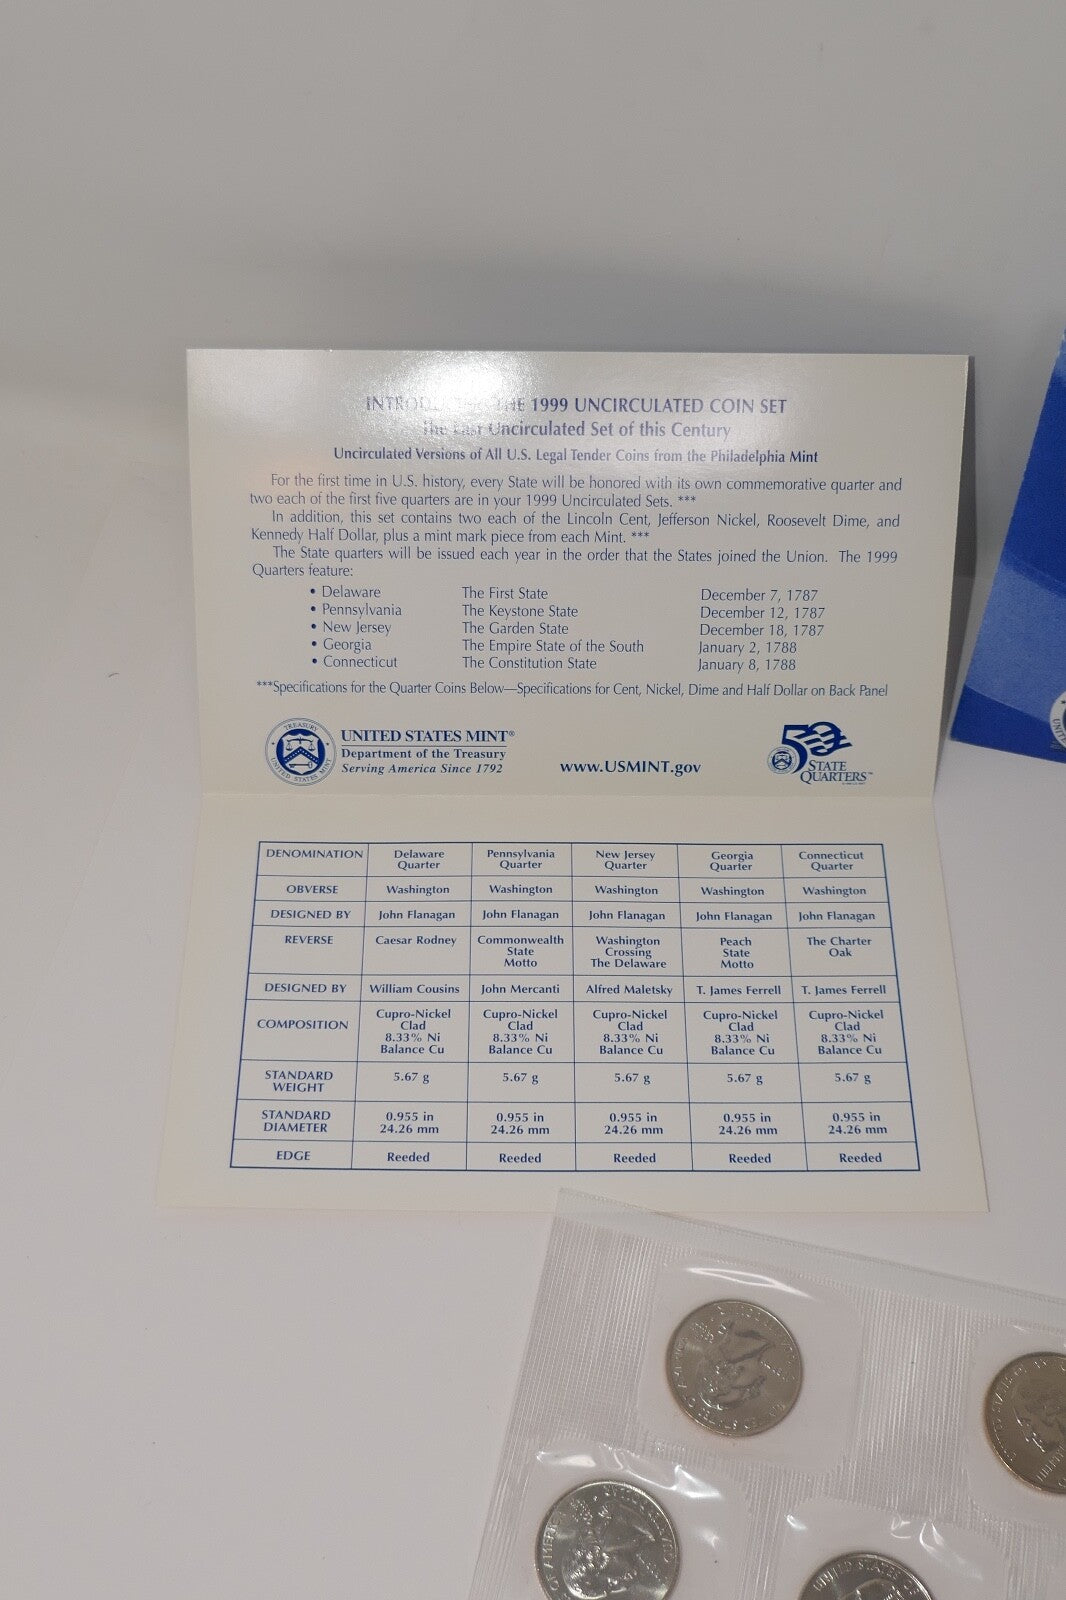 INTRO THE 1999 UNCIRCULATED COIN SET
The Last Uncirculated Set of this Century
Uncirculated Versions of All U.S. Legal Tender Coins from the Philadelphia Mint
For the first time in U.S. history, every State will be honored with its own commemorative quarter and
two each of the first five quarters are in your 1999 Uncirculated Sets. ***
In addition, this set contains two each of the Lincoln Cent, Jefferson Nickel, Roosevelt Dime, and
Kennedy Half Dollar, plus a mint mark piece from each Mint. ***
The State quarters will be issued each year in the order that the States joined the Union. The 1999
Quarters feature:
• Delaware The First State December 7, 1787
• Pennsylvania The Keystone State December 12, 1787
• New Jersey The Garden State December 18, 1787
• Georgia The Empire State of the South January 2, 1788
• Connecticut The Constitution State January 8, 1788
***Specifications for the Quarter Coins Below—Specifications for Cent, Nickel, Dime and Half Dollar on Back Panel
TREASURY
UNITED STATES MINT
UNITED STATES MINT®
Department of the Treasury
Serving America Since 1792
www.USMINT.gov
50
STATE
QUARTERS™
DENOMINATION Delaware Quarter Pennsylvania Quarter New Jersey Quarter Georgia Quarter Connecticut Quarter
OBVERSE Washington Washington Washington Washington Washington
DESIGNED BY John Flanagan John Flanagan John Flanagan John Flanagan John Flanagan
REVERSE Caesar Rodney Commonwealth State Motto Washington Crossing The Delaware Peach State Motto The Charter Oak
DESIGNED BY William Cousins John Mercanti Alfred Maletsky T. James Ferrell T. James Ferrell
COMPOSITION Cupro-Nickel Clad 8.33% Ni Balance Cu Cupro-Nickel Clad 8.33% Ni Balance Cu Cupro-Nickel Clad 8.33% Ni Balance Cu Cupro-Nickel Clad 8.33% Ni Balance Cu Cupro-Nickel Clad 8.33% Ni Balance Cu
STANDARD WEIGHT 5.67 g 5.67 g 5.67 g 5.67 g 5.67 g
STANDARD DIAMETER 0.955 in 24.26 mm 0.955 in 24.26 mm 0.955 in 24.26 mm 0.955 in 24.26 mm 0.955 in 24.26 mm
EDGE Reeded Reeded Reeded Reeded Reeded
UNITED STATES OF